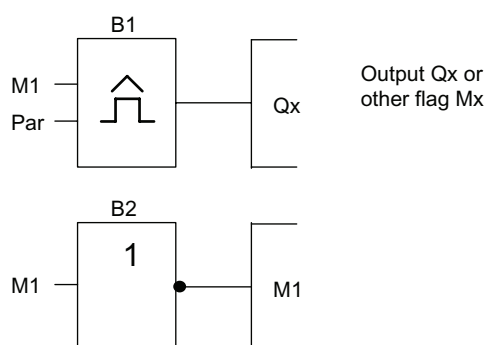 B1
M1
Par
Qx
Output Qx or
other flag Mx
B2
1
M1
M1